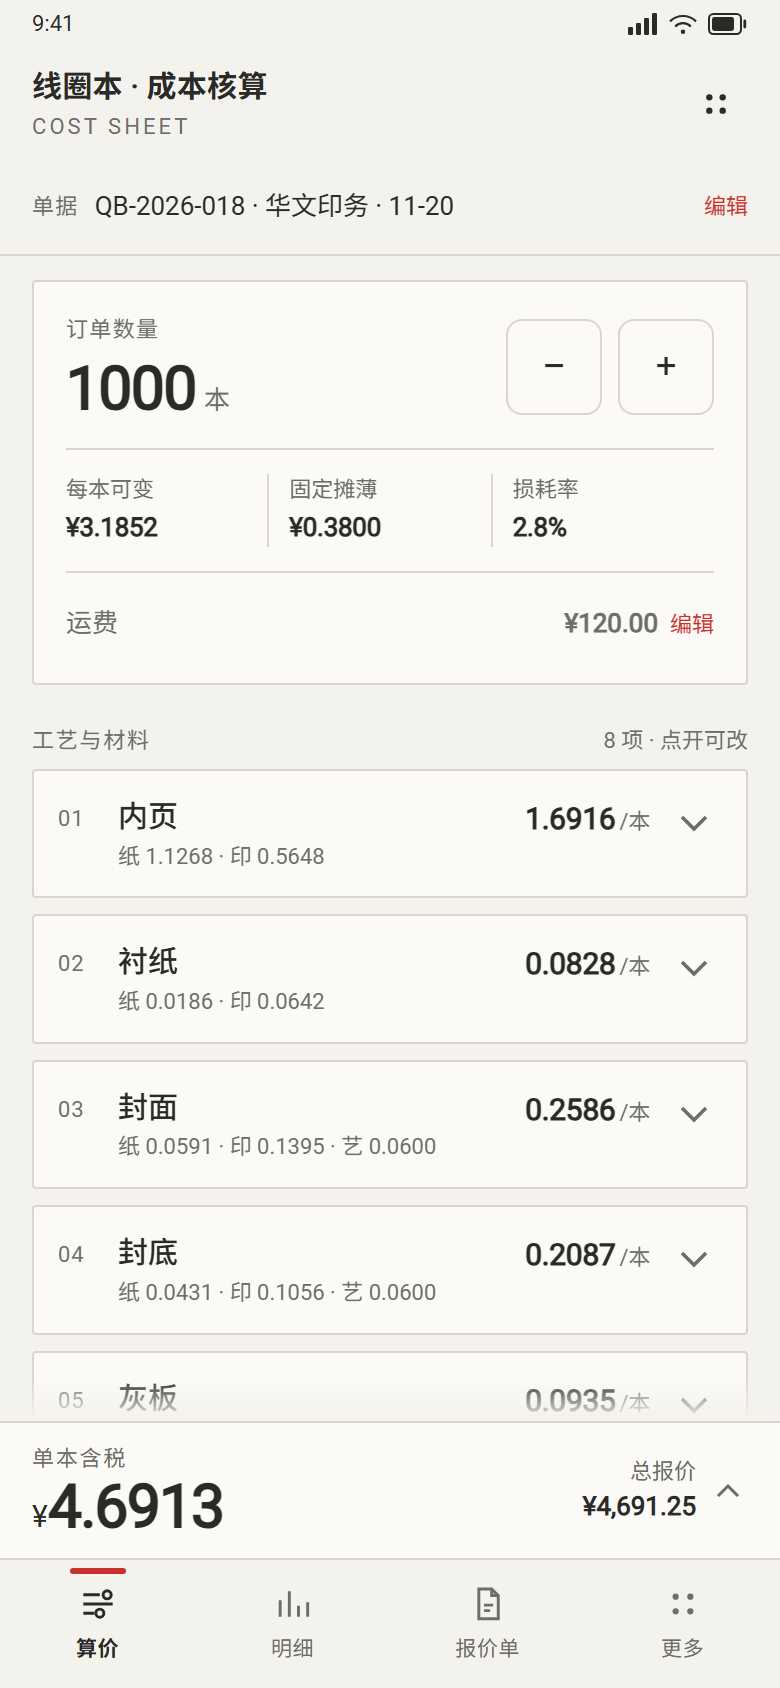 9:41
线圈本 · 成本核算
COST SHEET
单据 QB-2026-018 · 华文印务 · 11-20 编辑
订单数量
1000 本
− +
每本可变 固定摊薄 损耗率
¥3.1852 ¥0.3800 2.8%
运费 ¥120.00 编辑
工艺与材料 8 项 · 点开可改
01 内页 1.6916 /本
纸 1.1268 · 印 0.5648
02 衬纸 0.0828 /本
纸 0.0186 · 印 0.0642
03 封面 0.2586 /本
纸 0.0591 · 印 0.1395 · 艺 0.0600
04 封底 0.2087 /本
纸 0.0431 · 印 0.1056 · 艺 0.0600
05 灰板 0.0935 /本
单本含税 总报价
¥4.6913 ¥4,691.25
算价 明细 报价单 更多